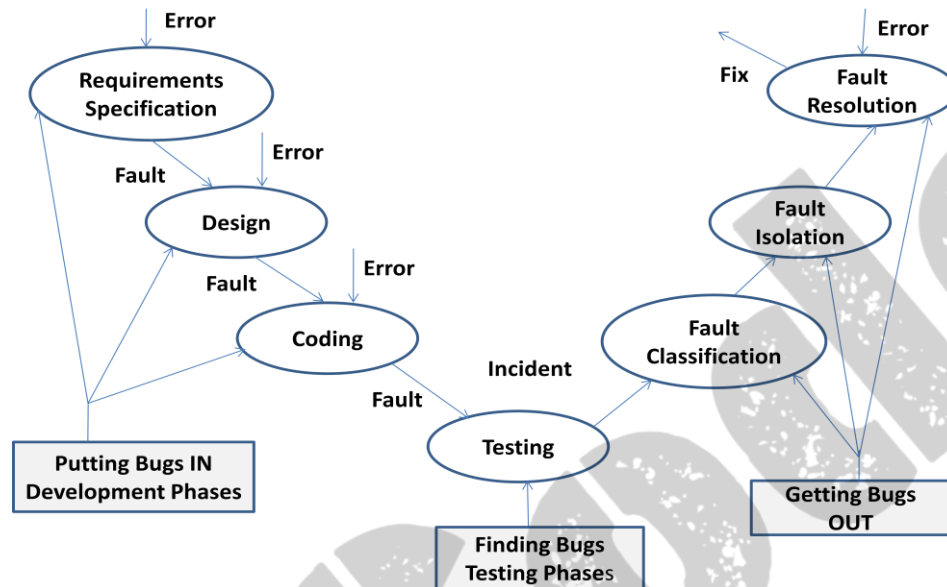 Error
Requirements
Specification
Error
Fault
Design
Error
Fault
Coding
Fault
Incident
Testing
Putting Bugs IN
Development Phases
Finding Bugs
Testing Phases
Error
Fix
Fault
Resolution
Fault
Isolation
Fault
Classification
Getting Bugs
OUT